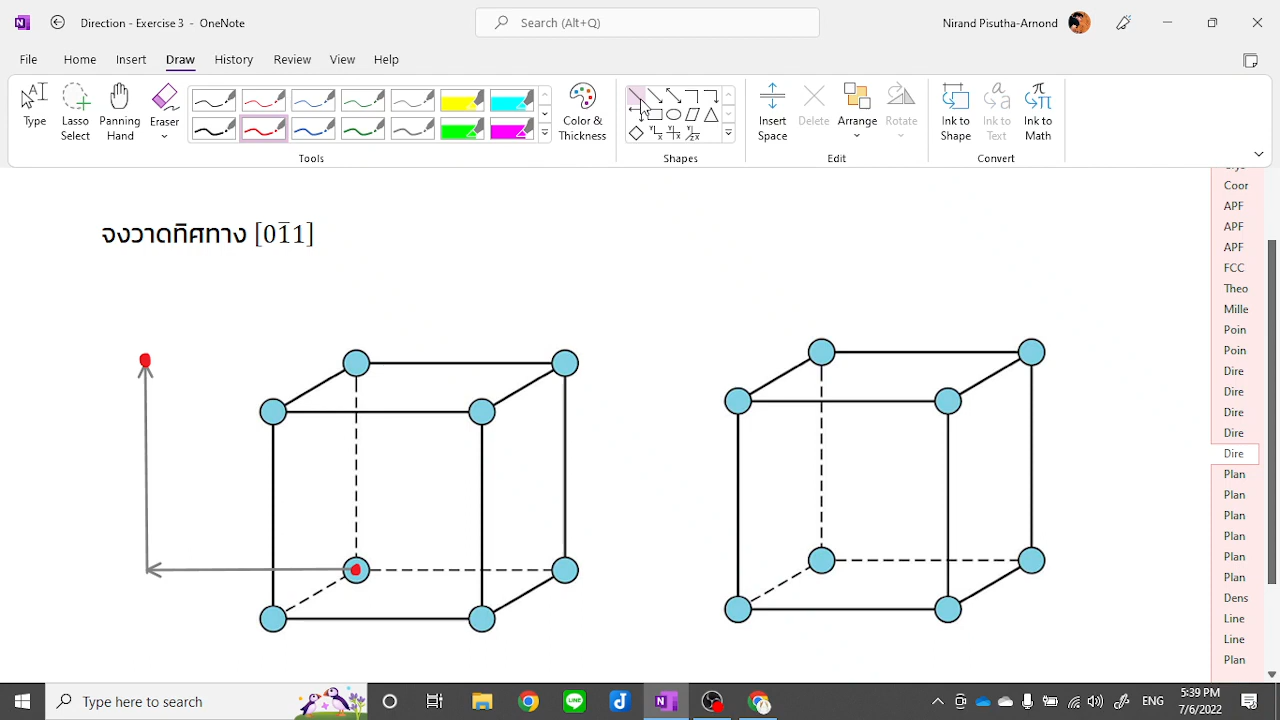 Direction - Exercise 3 - OneNote
Search (Alt+Q)
Nirand Pisutha-Arnond
File Home Insert Draw History Review View Help
Type
Lasso Select
Panning Hand
Eraser
Color & Thickness
Insert Space
Delete
Arrange
Rotate
Ink to Shape
Ink to Text
Ink to Math
Tools
Shapes
Edit
Convert
จงวาดทิศทาง [01̅1]
Coor
APF
APF
APF
FCC
Theo
Mille
Poin
Poin
Dire
Dire
Dire
Dire
Dire
Plan
Plan
Plan
Plan
Plan
Plan
Dens
Line
Line
Plan
Type here to search
LINE
ENG
5:39 PM
7/6/2022